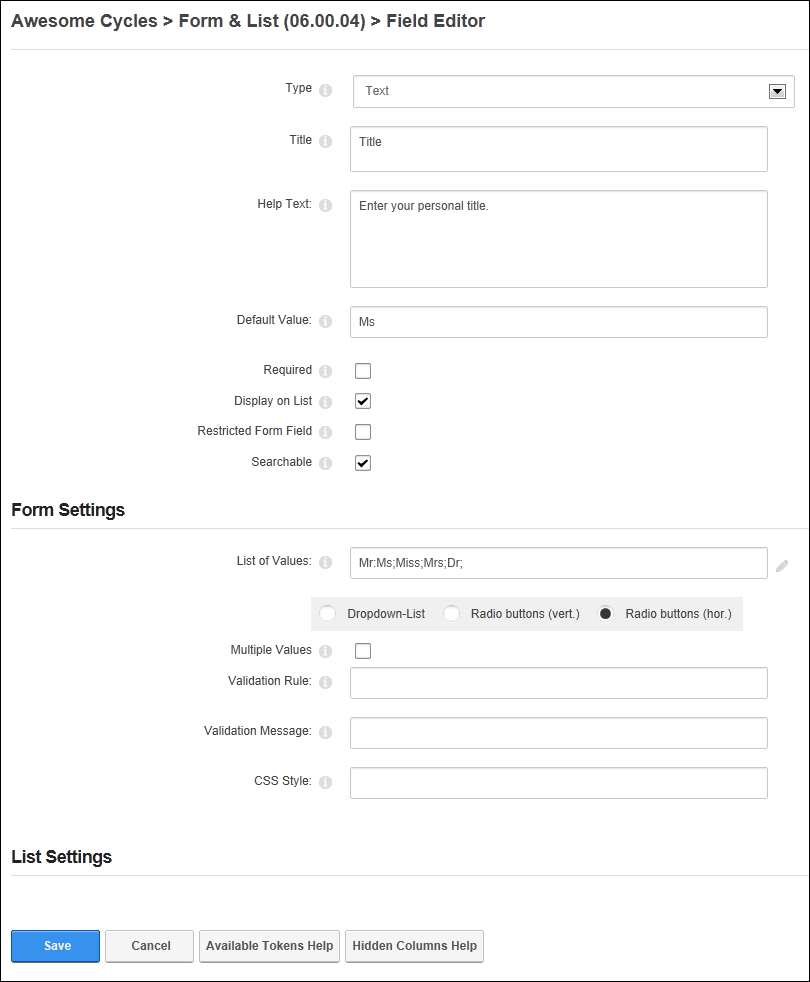 Awesome Cycles > Form & List (06.00.04) > Field Editor
Type Text
Title Title
Help Text: Enter your personal title.
Default Value: Ms
Required
Display on List
Restricted Form Field
Searchable
Form Settings
List of Values: Mr:Ms;Miss;Mrs;Dr;
Dropdown-List Radio buttons (vert.) Radio buttons (hor.)
Multiple Values
Validation Rule:
Validation Message:
CSS Style:
List Settings
Save Cancel Available Tokens Help Hidden Columns Help